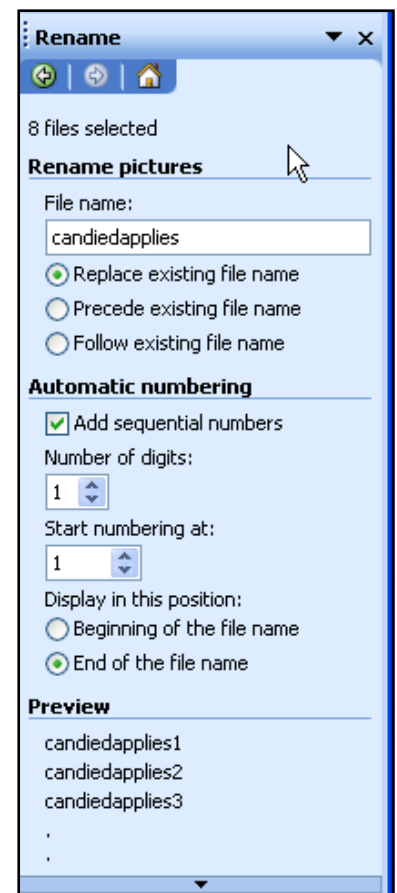 Rename
8 files selected
Rename pictures
File name:
candiedapplies
Replace existing file name
Precede existing file name
Follow existing file name
Automatic numbering
Add sequential numbers
Number of digits:
1
Start numbering at:
1
Display in this position:
Beginning of the file name
End of the file name
Preview
candiedapplies1
candiedapplies2
candiedapplies3
.
.